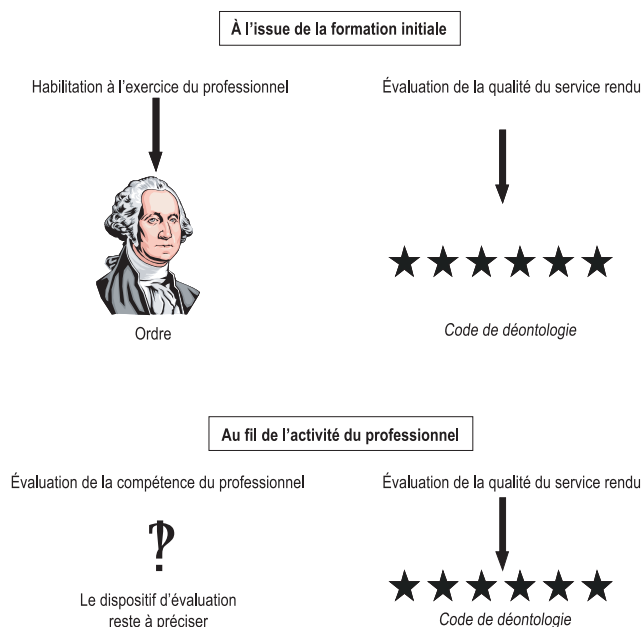 À l’issue de la formation initiale
Habilitation à l’exercice du professionnel
Évaluation de la qualité du service rendu
Ordre
Code de déontologie
Au fil de l’activité du professionnel
Évaluation de la compétence du professionnel
Évaluation de la qualité du service rendu
‽
Le dispositif d’évaluation
reste à préciser
Code de déontologie